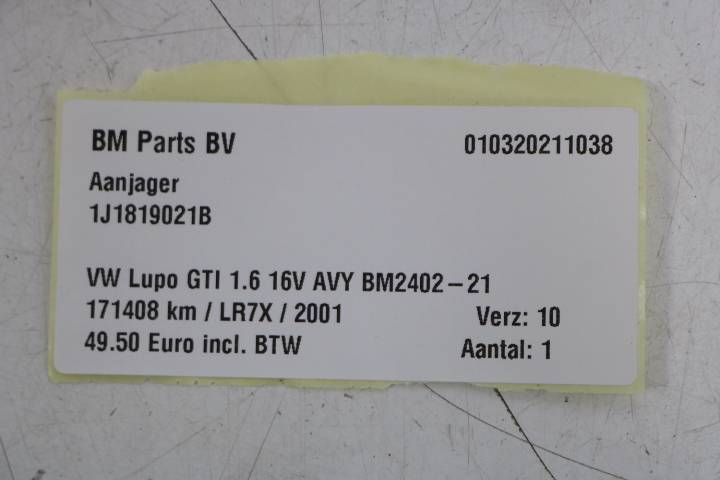 BM Parts BV 010320211038
Aanjager
1J1819021B
VW Lupo GTI 1.6 16V AVY BM2402-21
171408 km / LR7X / 2001 Verz: 10
49.50 Euro incl. BTW Aantal: 1